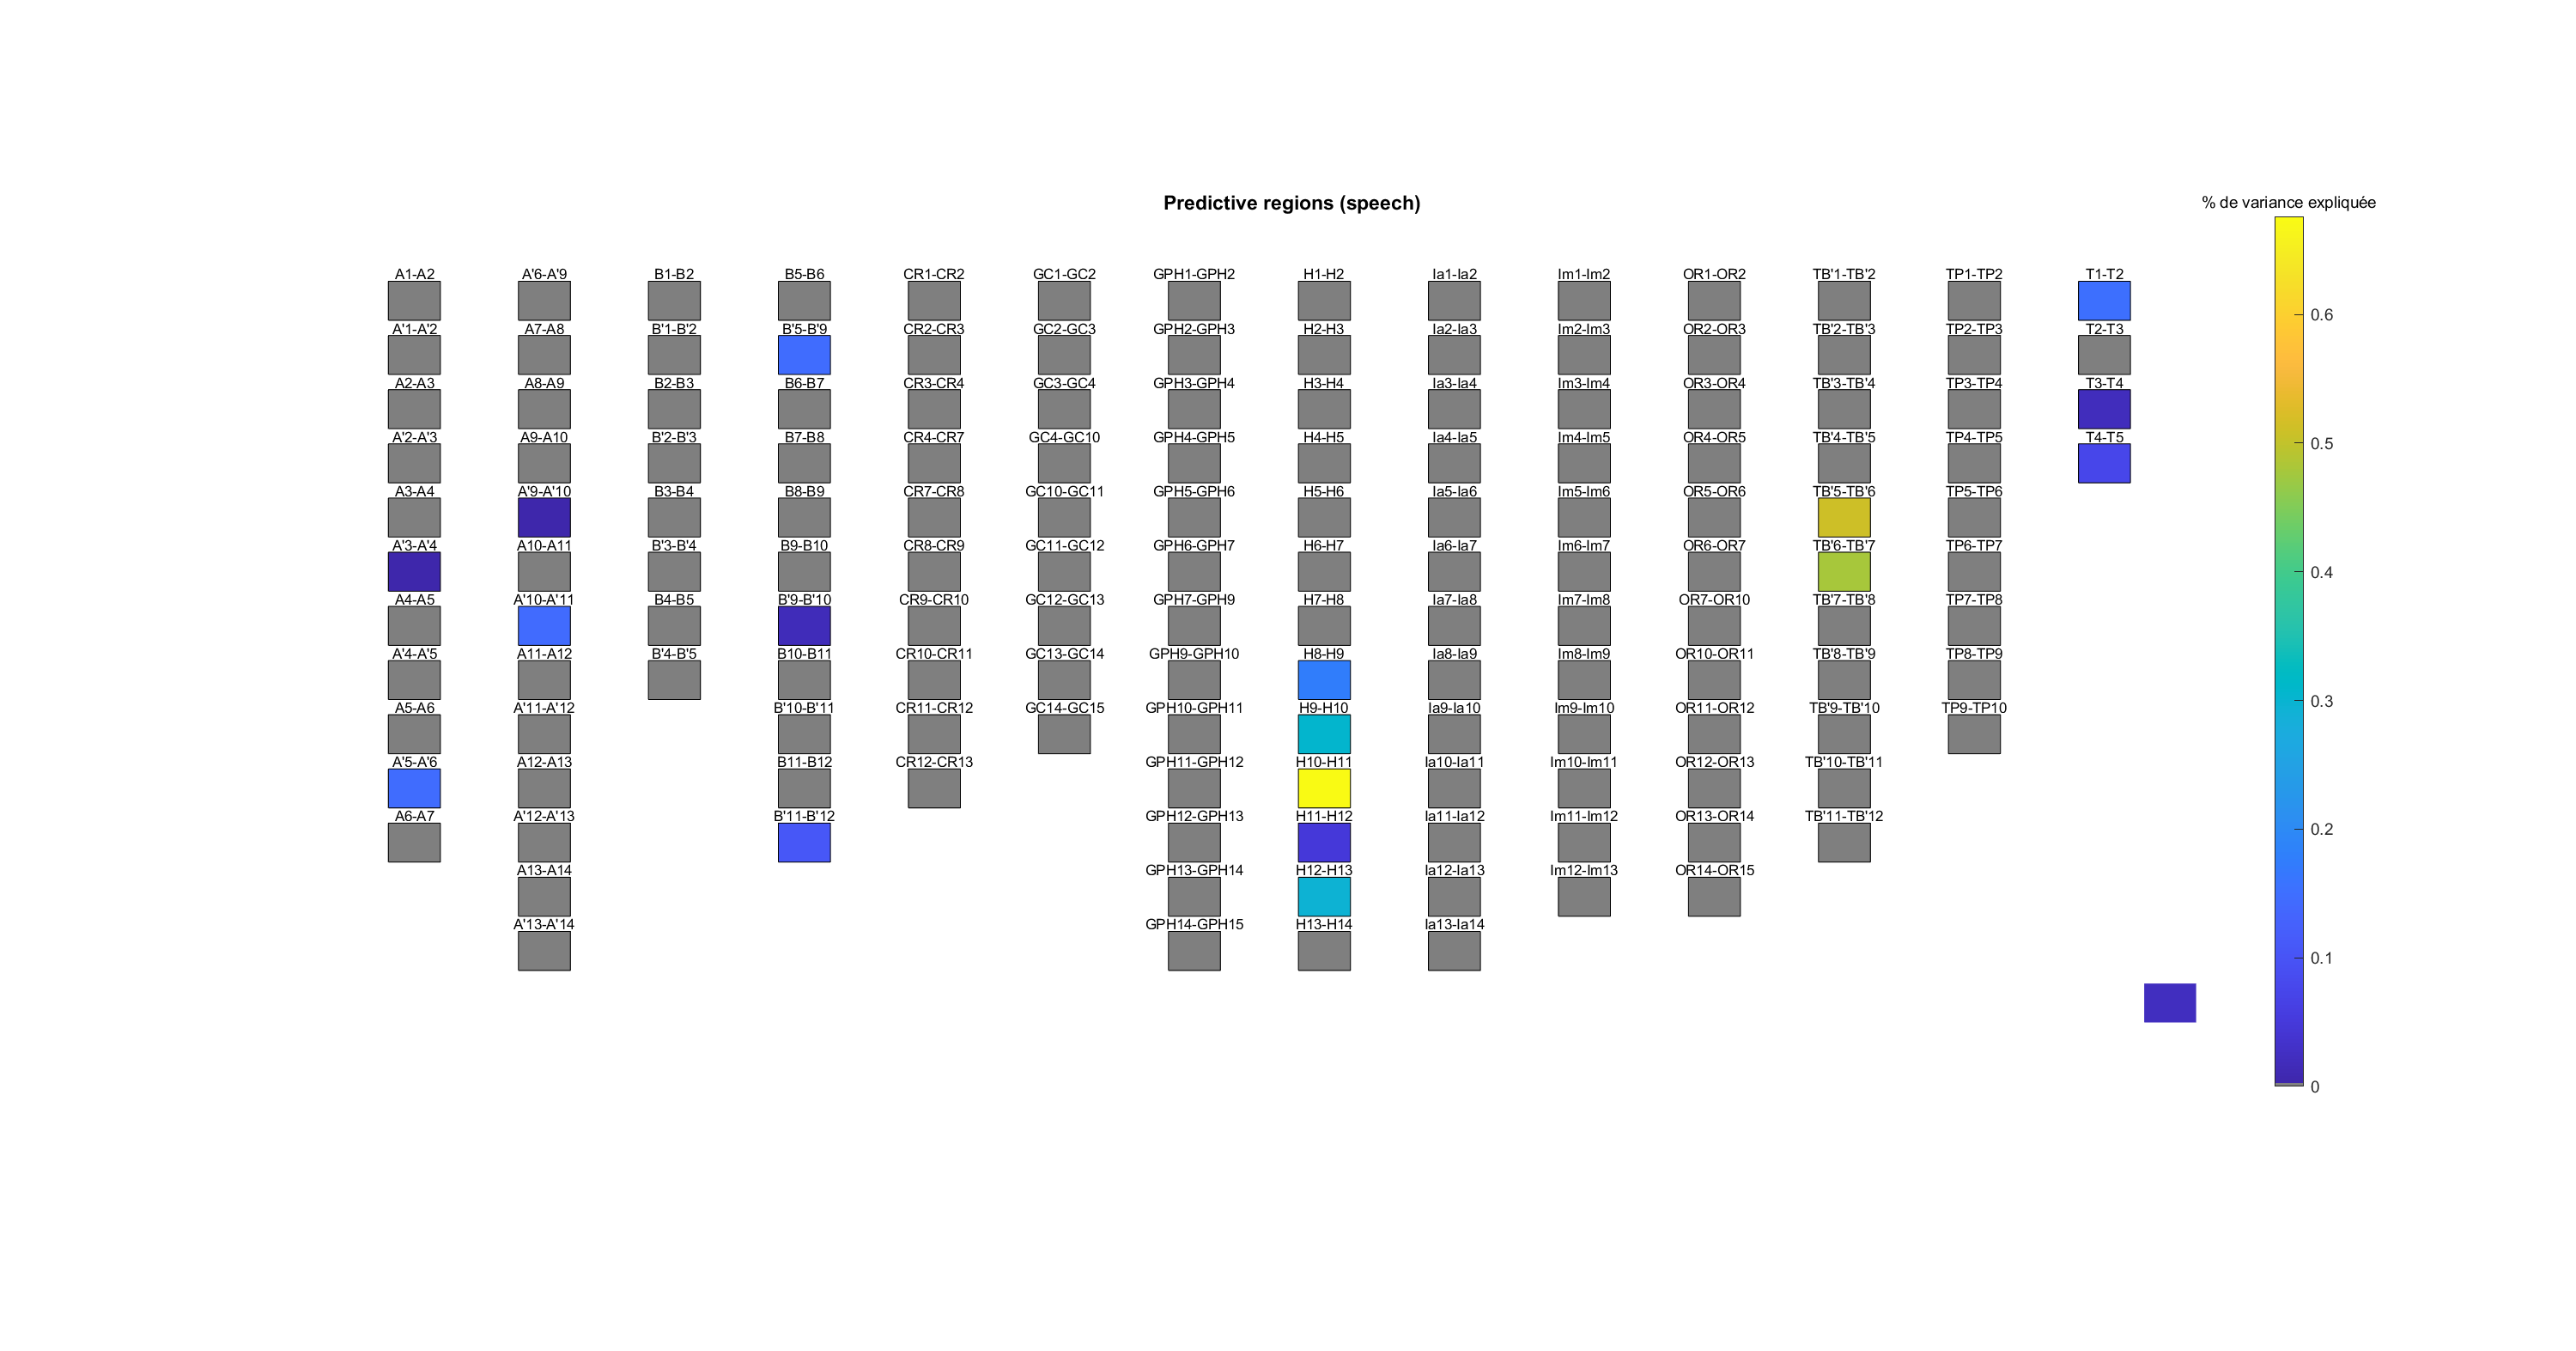 Predictive regions (speech)
% de variance expliquée
A1-A2 A'6-A'9 B1-B2 B5-B6 CR1-CR2 GC1-GC2 GPH1-GPH2 H1-H2 Ia1-Ia2 Im1-Im2 OR1-OR2 TB'1-TB'2 TP1-TP2 T1-T2
A'1-A'2 A7-A8 B'1-B'2 B'5-B'9 CR2-CR3 GC2-GC3 GPH2-GPH3 H2-H3 Ia2-Ia3 Im2-Im3 OR2-OR3 TB'2-TB'3 TP2-TP3 T2-T3
A2-A3 A8-A9 B2-B3 B6-B7 CR3-CR4 GC3-GC4 GPH3-GPH4 H3-H4 Ia3-Ia4 Im3-Im4 OR3-OR4 TB'3-TB'4 TP3-TP4 T3-T4
A'2-A'3 A9-A10 B'2-B'3 B7-B8 CR4-CR7 GC4-GC10 GPH4-GPH5 H4-H5 Ia4-Ia5 Im4-Im5 OR4-OR5 TB'4-TB'5 TP4-TP5 T4-T5
A3-A4 A'9-A'10 B3-B4 B8-B9 CR7-CR8 GC10-GC11 GPH5-GPH6 H5-H6 Ia5-Ia6 Im5-Im6 OR5-OR6 TB'5-TB'6 TP5-TP6
A'3-A'4 A10-A11 B'3-B'4 B9-B10 CR8-CR9 GC11-GC12 GPH6-GPH7 H6-H7 Ia6-Ia7 Im6-Im7 OR6-OR7 TB'6-TB'7 TP6-TP7
A4-A5 A'10-A'11 B4-B5 B'9-B'10 CR9-CR10 GC12-GC13 GPH7-GPH9 H7-H8 Ia7-Ia8 Im7-Im8 OR7-OR10 TB'7-TB'8 TP7-TP8
A'4-A'5 A11-A12 B'4-B'5 B10-B11 CR10-CR11 GC13-GC14 GPH9-GPH10 H8-H9 Ia8-Ia9 Im8-Im9 OR10-OR11 TB'8-TB'9 TP8-TP9
A5-A6 A'11-A'12 B'10-B'11 CR11-CR12 GC14-GC15 GPH10-GPH11 H9-H10 Ia9-Ia10 Im9-Im10 OR11-OR12 TB'9-TB'10 TP9-TP10
A'5-A'6 A12-A13 B11-B12 CR12-CR13 GPH11-GPH12 H10-H11 Ia10-Ia11 Im10-Im11 OR12-OR13 TB'10-TB'11
A6-A7 A'12-A'13 B'11-B'12 GPH12-GPH13 H11-H12 Ia11-Ia12 Im11-Im12 OR13-OR14 TB'11-TB'12
A13-A14 GPH13-GPH14 H12-H13 Ia12-Ia13 Im12-Im13 OR14-OR15
A'13-A'14 GPH14-GPH15 H13-H14 Ia13-Ia14
0.6
0.5
0.4
0.3
0.2
0.1
0